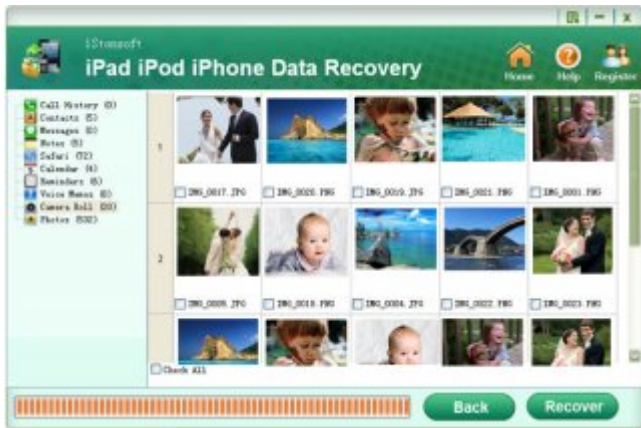 iStonsoft
iPad iPod iPhone Data Recovery
Home
Help
Register
Call History (0)
Contacts (5)
Messages (0)
Notes (5)
Safari (72)
Calendar (4)
Reminders (6)
Voice Memos (0)
Camera Roll (20)
Photos (532)
1
IMG_0017.JPG
IMG_0020.PNG
IMG_0019.JPG
IMG_0021.PNG
IMG_0001.PNG
2
IMG_0005.JPG
IMG_0018.PNG
IMG_0004.JPG
IMG_0022.PNG
IMG_0023.PNG
Check All
Back
Recover